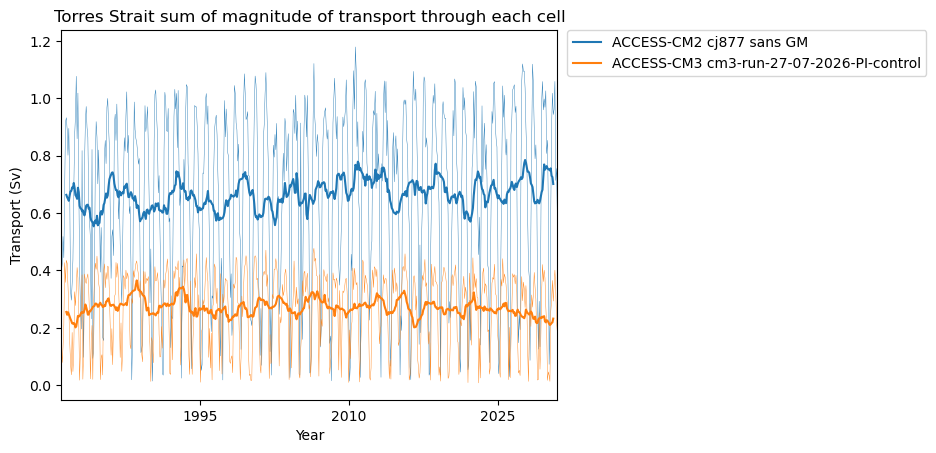 Torres Strait sum of magnitude of transport through each cell
ACCESS-CM2 cj877 sans GM
ACCESS-CM3 cm3-run-27-07-2026-PI-control
Transport (Sv)
1.2
1.0
0.8
0.6
0.4
0.2
0.0
1995
2010
2025
Year